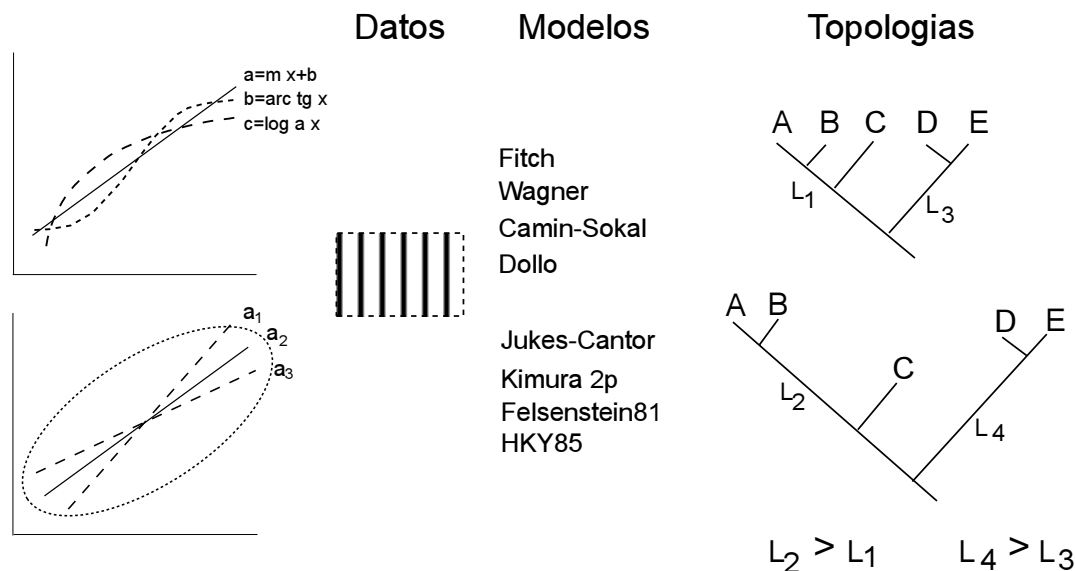 Datos
Modelos
Topologias
a=m x+b
b=arc tg x
c=log a x
a1
a2
a3
Fitch
Wagner
Camin-Sokal
Dollo
Jukes-Cantor
Kimura 2p
Felsenstein81
HKY85
A B C D E
L1
L3
A B
D E
C
L2
L4
L2 > L1
L4 > L3